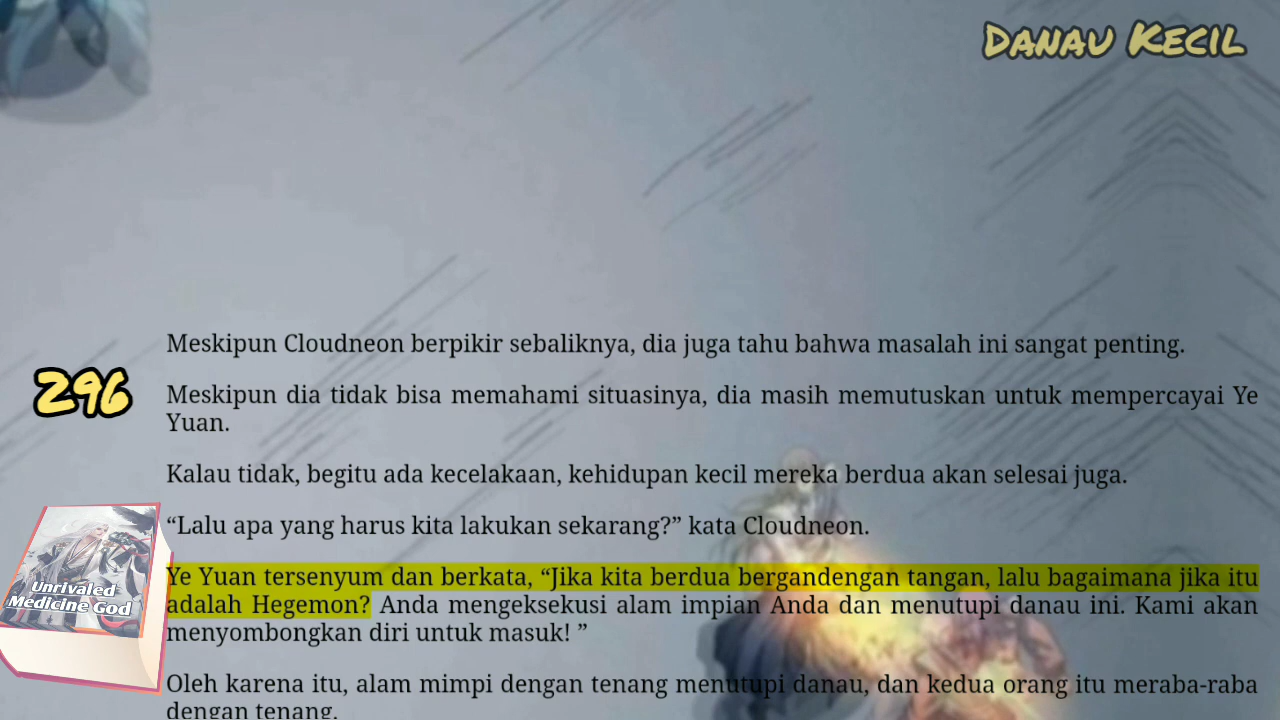 Danau Kecil
Meskipun Cloudneon berpikir sebaliknya, dia juga tahu bahwa masalah ini sangat penting.
296
Meskipun dia tidak bisa memahami situasinya, dia masih memutuskan untuk mempercayai Ye
Yuan.
Kalau tidak, begitu ada kecelakaan, kehidupan kecil mereka berdua akan selesai juga.
“Lalu apa yang harus kita lakukan sekarang?” kata Cloudneon.
Ye Yuan tersenyum dan berkata, “Jika kita berdua bergandengan tangan, lalu bagaimana jika itu
adalah Hegemon? Anda mengeksekusi alam impian Anda dan menutupi danau ini. Kami akan
menyombongkan diri untuk masuk! ”
Unrivaled
Medicine God
Oleh karena itu, alam mimpi dengan tenang menutupi danau, dan kedua orang itu meraba-raba
dengan tenang.